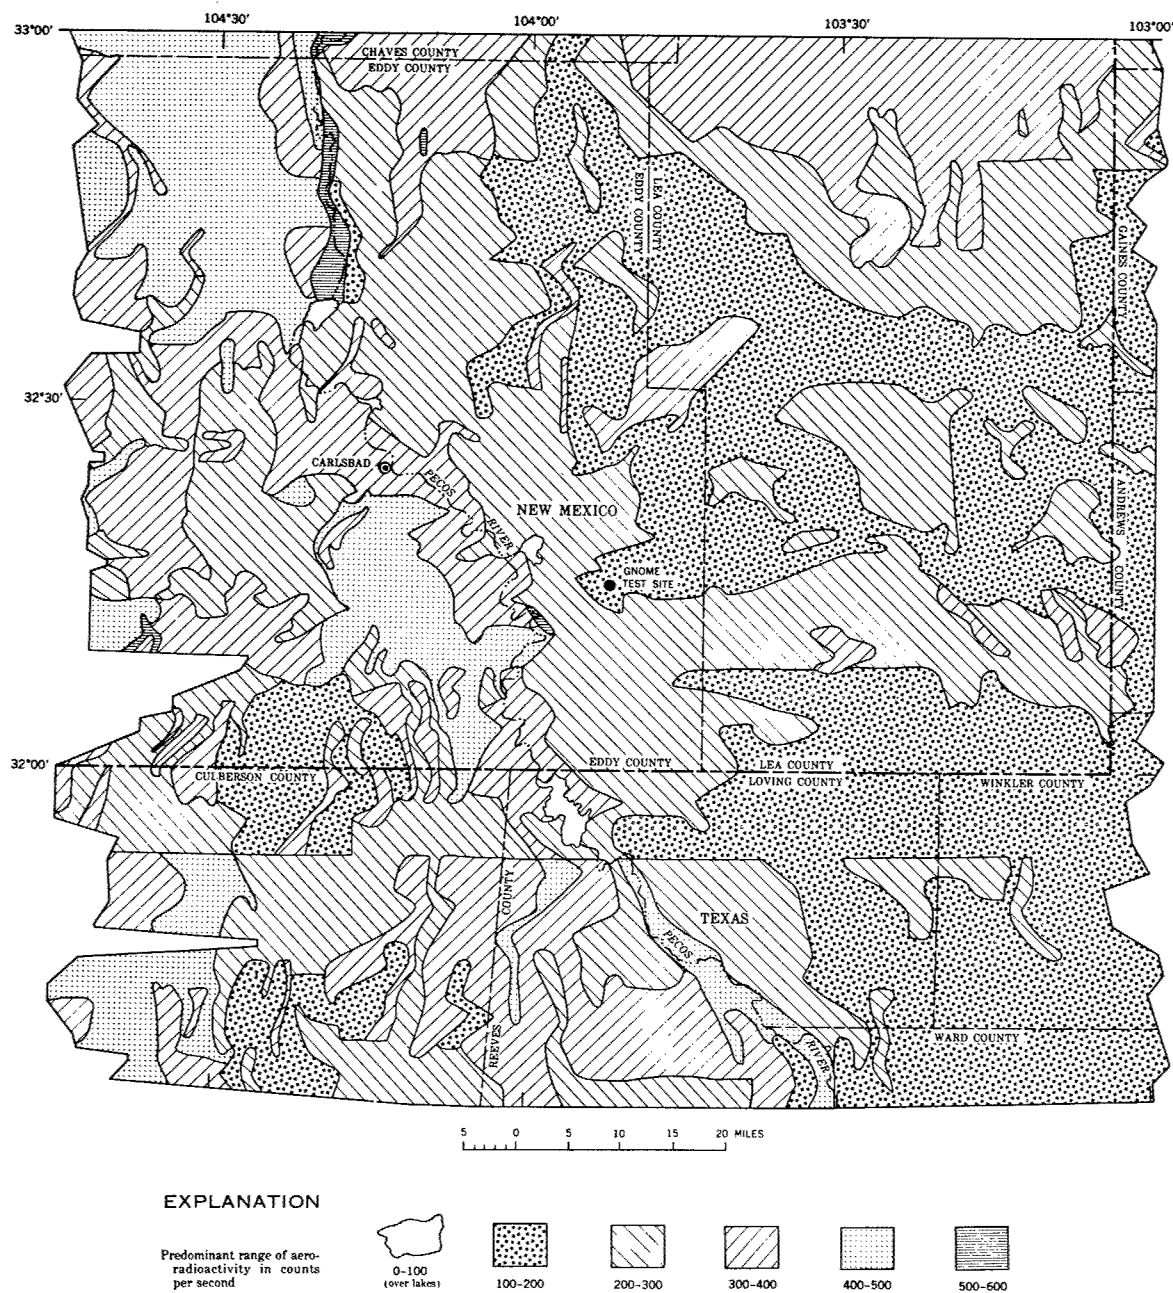 104°30' 104°00' 103°30' 103°00'
33°00'
CHAVES COUNTY
EDDY COUNTY
LEA COUNTY
EDDY COUNTY
GAINES COUNTY
32°30'
CARLSBAD
PECOS
RIVER
NEW MEXICO
GNOME
TEST SITE
ANDREWS COUNTY
32°00'
EDDY COUNTY
LEA COUNTY
CULBERSON COUNTY
LOVING COUNTY
WINKLER COUNTY
REEVES COUNTY
TEXAS
PECOS
RIVER
WARD COUNTY
5 0 5 10 15 20 MILES
EXPLANATION
Predominant range of aero-
radioactivity in counts
per second
0-100
(over lakes)
100-200
200-300
300-400
400-500
500-600